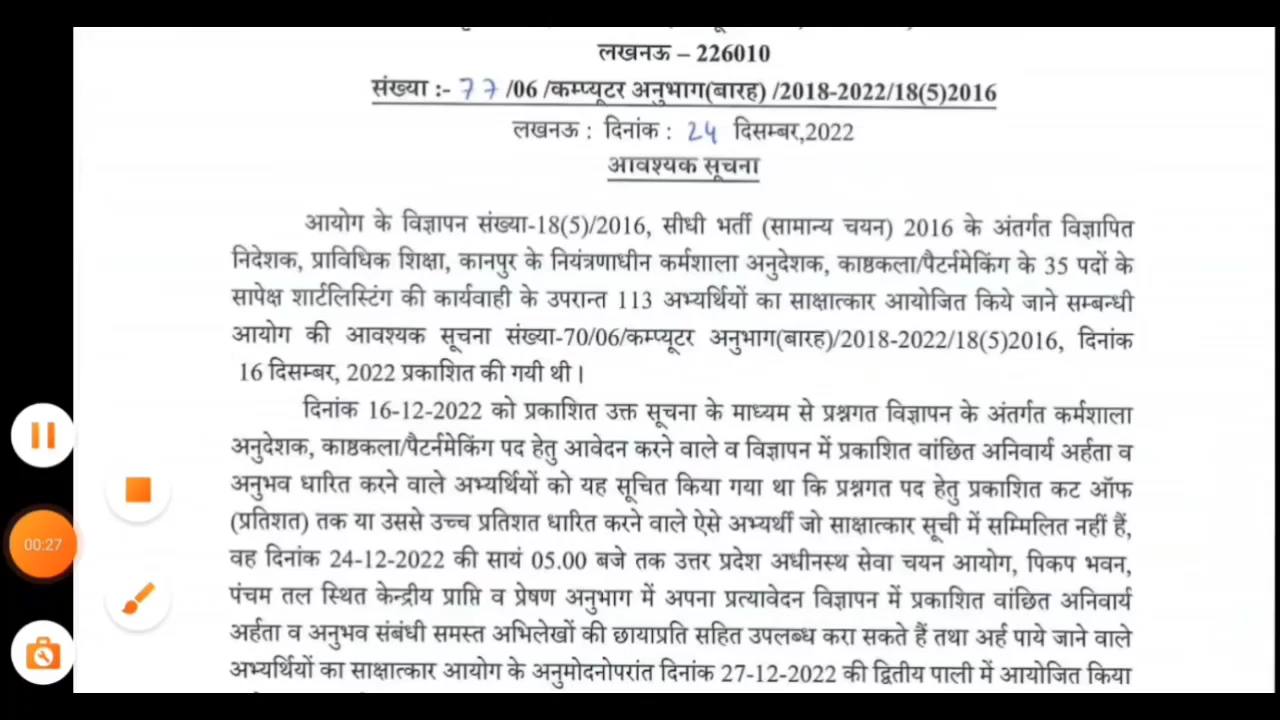 लखनऊ – 226010
संख्या :- 77 /06 /कम्प्यूटर अनुभाग(बारह) /2018-2022/18(5)2016
लखनऊ : दिनांक : 24 दिसम्बर,2022
आवश्यक सूचना
आयोग के विज्ञापन संख्या-18(5)/2016, सीधी भर्ती (सामान्य चयन) 2016 के अंतर्गत विज्ञापित
निदेशक, प्राविधिक शिक्षा, कानपुर के नियंत्रणाधीन कर्मशाला अनुदेशक, काष्ठकला/पैटर्नमेकिंग के 35 पदों के
सापेक्ष शार्टलिस्टिंग की कार्यवाही के उपरान्त 113 अभ्यर्थियों का साक्षात्कार आयोजित किये जाने सम्बन्धी
आयोग की आवश्यक सूचना संख्या-70/06/कम्प्यूटर अनुभाग(बारह)/2018-2022/18(5)2016, दिनांक
16 दिसम्बर, 2022 प्रकाशित की गयी थी।
दिनांक 16-12-2022 को प्रकाशित उक्त सूचना के माध्यम से प्रश्नगत विज्ञापन के अंतर्गत कर्मशाला
अनुदेशक, काष्ठकला/पैटर्नमेकिंग पद हेतु आवेदन करने वाले व विज्ञापन में प्रकाशित वांछित अनिवार्य अर्हता व
अनुभव धारित करने वाले अभ्यर्थियों को यह सूचित किया गया था कि प्रश्नगत पद हेतु प्रकाशित कट ऑफ
(प्रतिशत) तक या उससे उच्च प्रतिशत धारित करने वाले ऐसे अभ्यर्थी जो साक्षात्कार सूची में सम्मिलित नहीं हैं,
वह दिनांक 24-12-2022 की सायं 05.00 बजे तक उत्तर प्रदेश अधीनस्थ सेवा चयन आयोग, पिकप भवन,
पंचम तल स्थित केन्द्रीय प्राप्ति व प्रेषण अनुभाग में अपना प्रत्यावेदन विज्ञापन में प्रकाशित वांछित अनिवार्य
अर्हता व अनुभव संबंधी समस्त अभिलेखों की छायाप्रति सहित उपलब्ध करा सकते हैं तथा अर्ह पाये जाने वाले
अभ्यर्थियों का साक्षात्कार आयोग के अनुमोदनोपरांत दिनांक 27-12-2022 की द्वितीय पाली में आयोजित किया
00:27